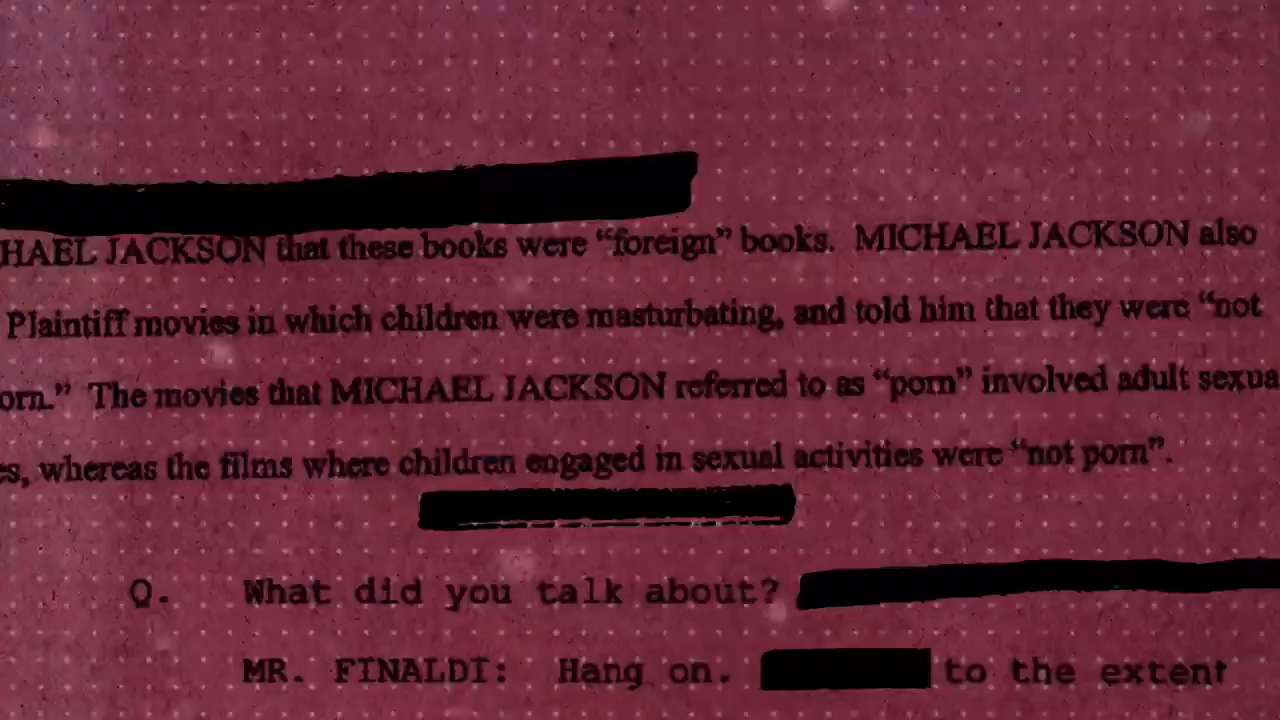 HAEL JACKSON that these books were “foreign” books. MICHAEL JACKSON also
Plaintiff movies in which children were masturbating, and told him that they were “not
orn.” The movies that MICHAEL JACKSON referred to as “porn” involved adult sexua
es, whereas the films where children engaged in sexual activities were “not porn”.
Q. What did you talk about?
MR. FINALDI: Hang on. to the extent